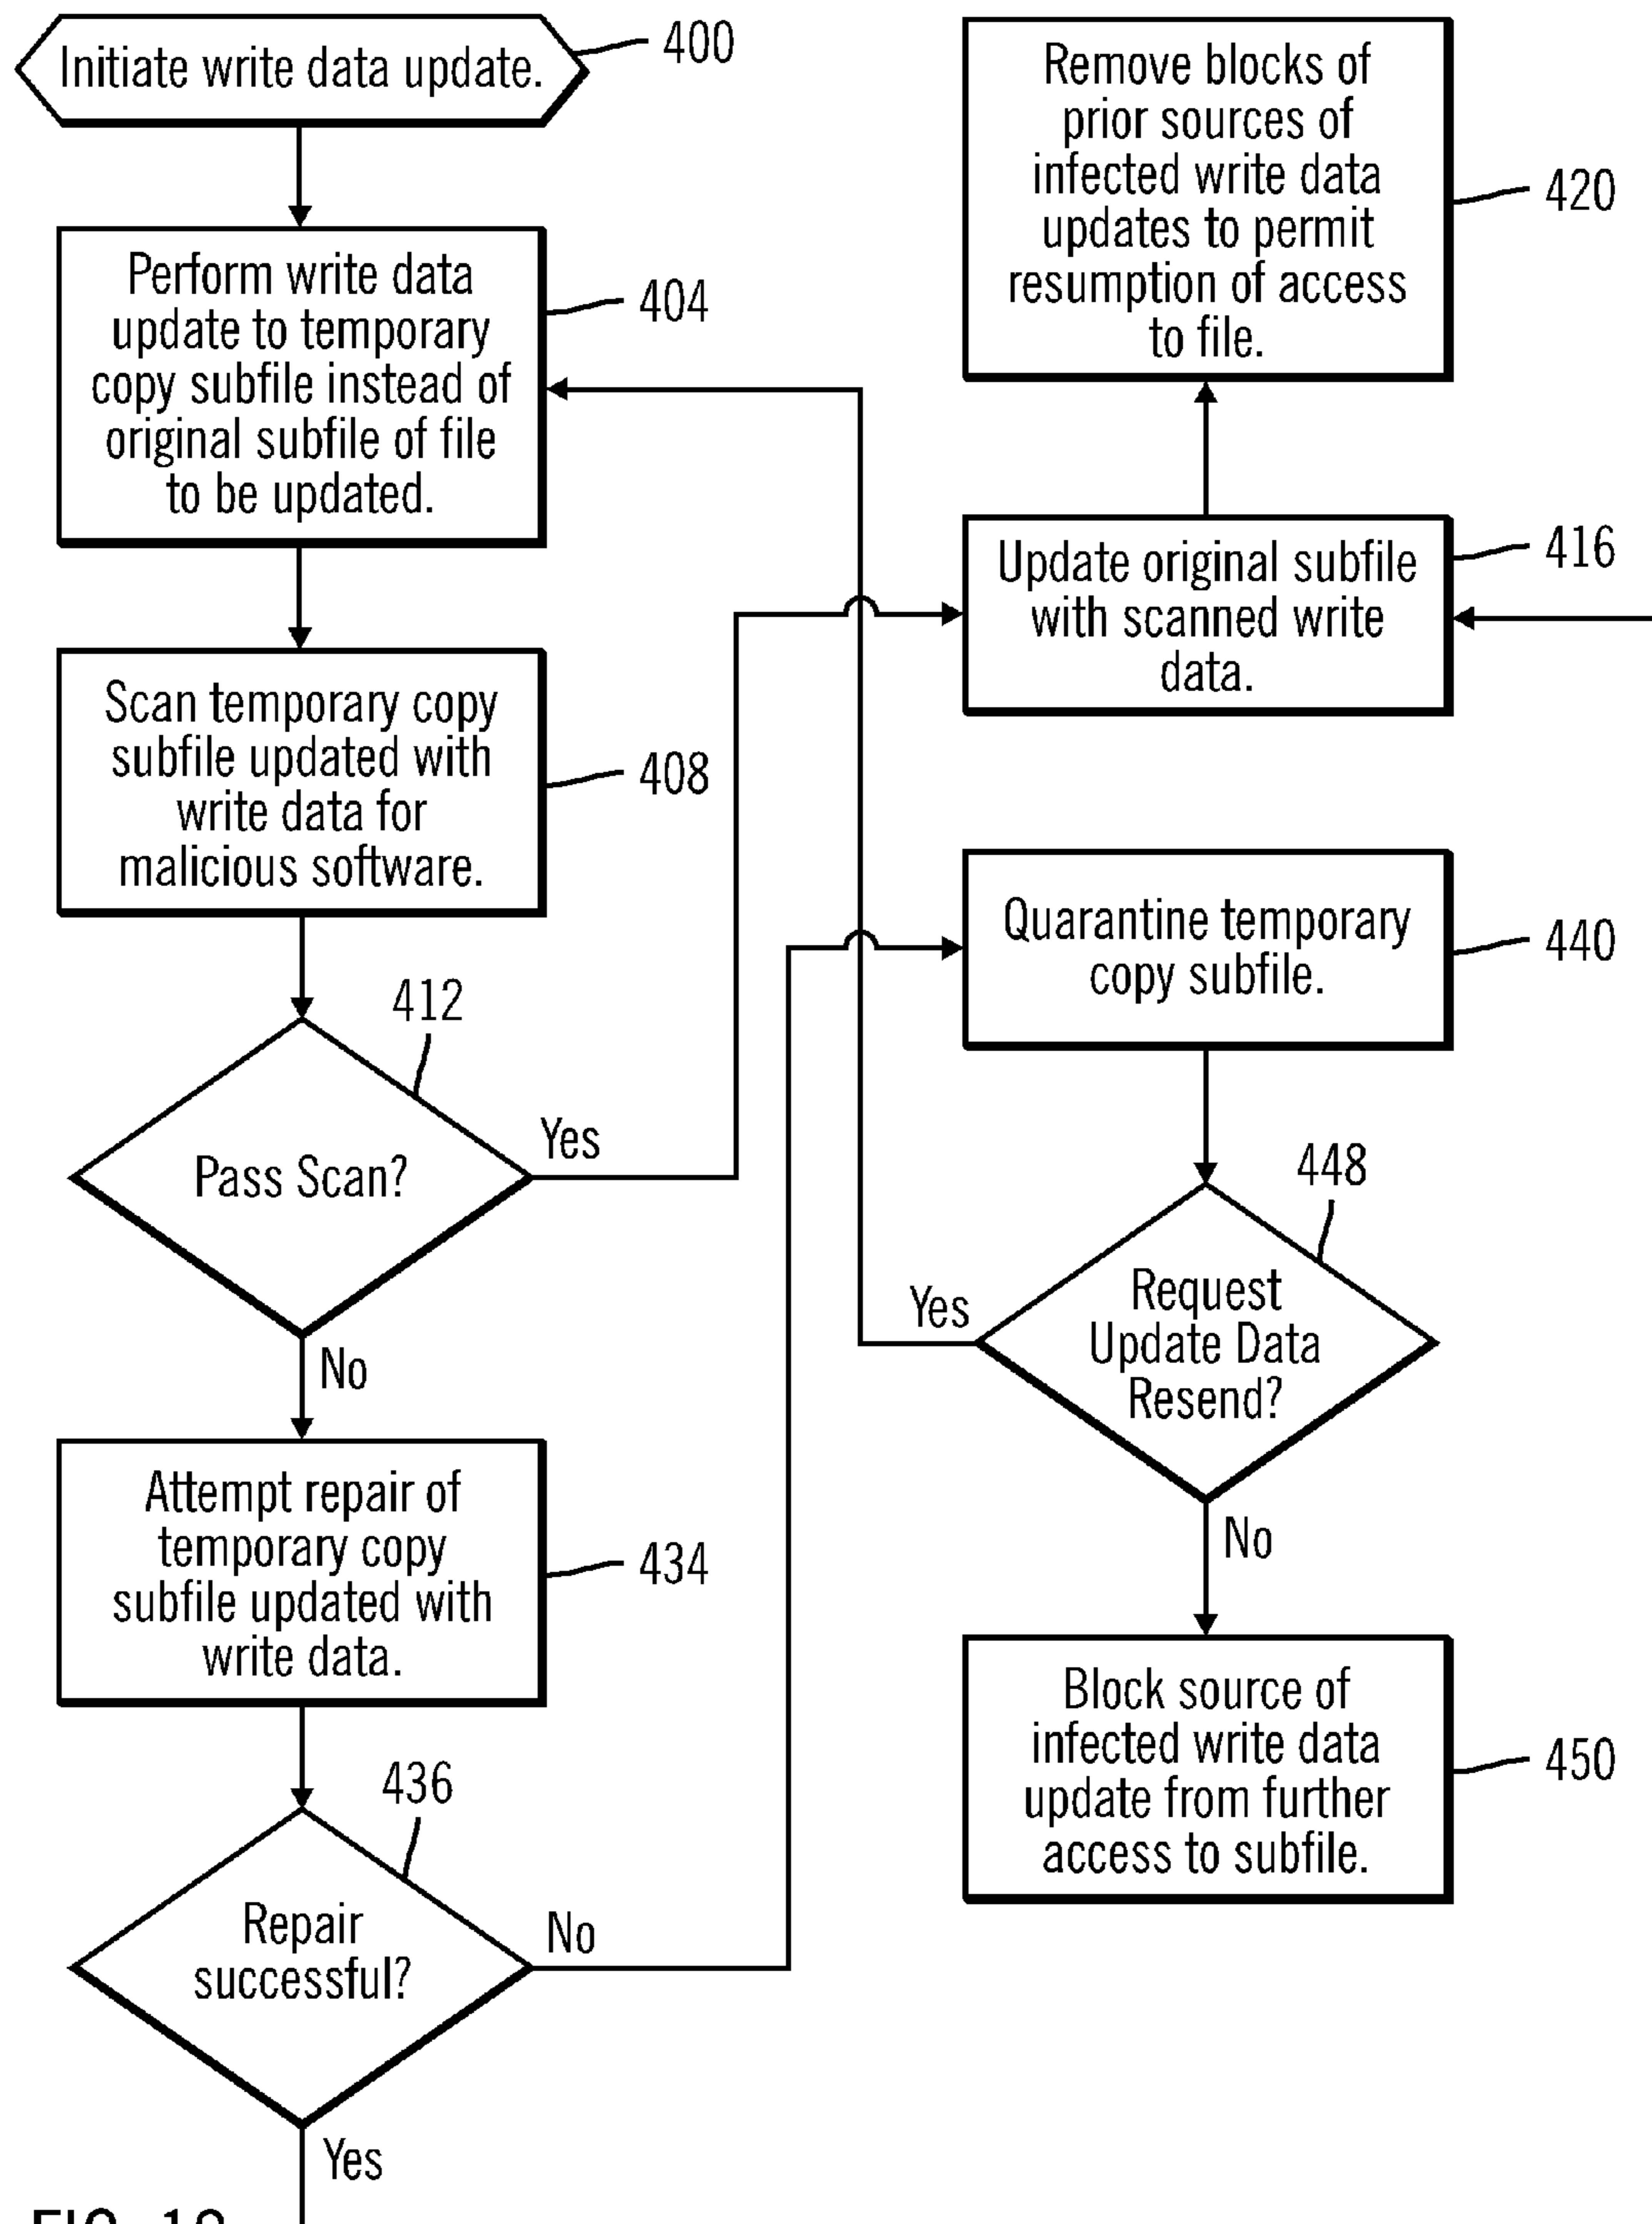 Initiate write data update.
400
Perform write data
update to temporary
copy subfile instead of
original subfile of file
to be updated.
404
Scan temporary copy
subfile updated with
write data for
malicious software.
408
412
Pass Scan?
Yes
No
Attempt repair of
temporary copy
subfile updated with
write data.
434
436
Repair
successful?
No
Yes
Remove blocks of
prior sources of
infected write data
updates to permit
resumption of access
to file.
420
Update original subfile
with scanned write
data.
416
Quarantine temporary
copy subfile.
440
448
Request
Update Data
Resend?
Yes
No
Block source of
infected write data
update from further
access to subfile.
450